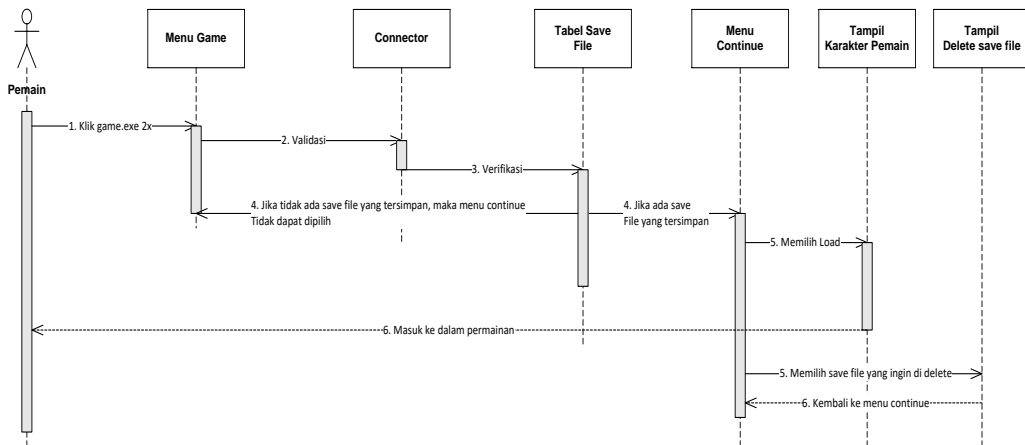 Menu Game
Connector
Tabel Save
File
Menu
Continue
Tampil
Karakter Pemain
Tampil
Delete save file
Pemain
1. Klik game.exe 2x
2. Validasi
3. Verifikasi
4. Jika tidak ada save file yang tersimpan, maka menu continue
Tidak dapat dipilih
4. Jika ada save
File yang tersimpan
5. Memilih Load
6. Masuk ke dalam permainan
5. Memilih save file yang ingin di delete
6. Kembali ke menu continue